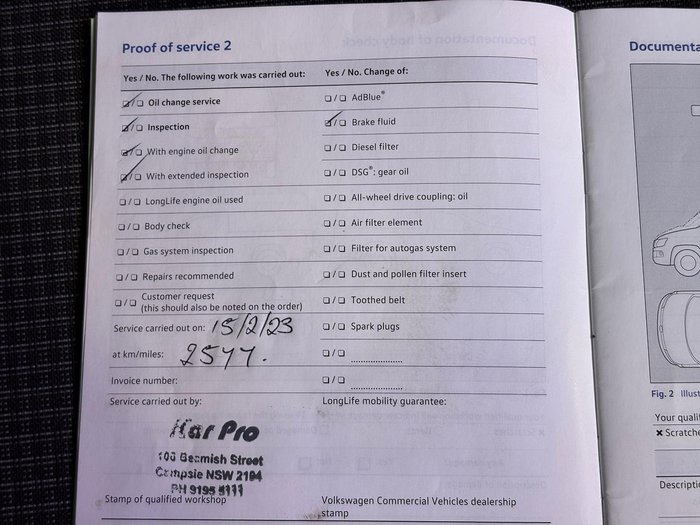 Proof of service 2
Yes / No. The following work was carried out:
☑/☐ Oil change service
☑/☐ Inspection
☑/☐ With engine oil change
☑/☐ With extended inspection
☐/☐ LongLife engine oil used
☐/☐ Body check
☐/☐ Gas system inspection
☐/☐ Repairs recommended
☐/☐ Customer request
(this should also be noted on the order)
Service carried out on: 15/2/23
at km/miles:
Invoice number:
Service carried out by:
Kar Pro
Beamish Street
Campsie NSW 2194
PH 9195
Stamp of qualified workshop
Yes / No. Change of:
☐/☐ AdBlue®
☑/☐ Brake fluid
☐/☐ Diesel filter
☐/☐ DSG®: gear oil
☐/☐ All-wheel drive coupling: oil
☐/☐ Air filter element
☐/☐ Filter for autogas system
☐/☐ Dust and pollen filter insert
☐/☐ Toothed belt
☐/☐ Spark plugs
☐/☐ ....................
☐/☐ ....................
LongLife mobility guarantee:
Volkswagen Commercial Vehicles dealership
stamp
Documenta
Fig. 2 Illust
Your qualif
× Scratche
Descripti